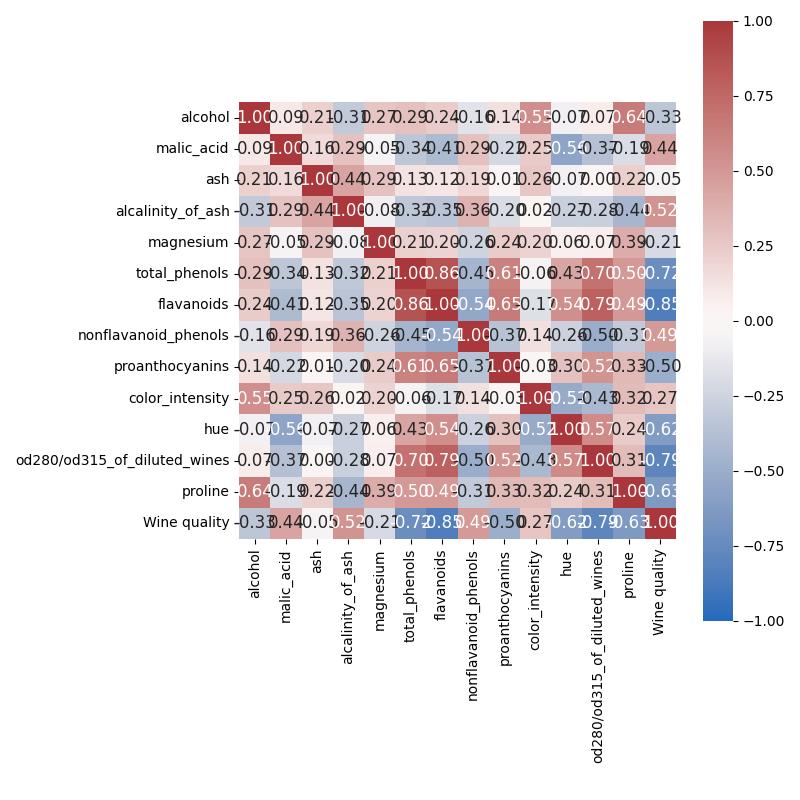 alcohol 1.00 0.09 0.21 -0.31 0.27 0.29 0.24 -0.16 0.14 0.55 -0.07 0.07 0.64 -0.33
malic_acid 0.09 1.00 0.16 0.29 -0.05 -0.34 -0.41 0.29 -0.22 0.25 -0.56 -0.37 -0.19 0.44
ash 0.21 0.16 1.00 0.44 0.29 0.13 0.12 0.19 0.01 0.26 -0.07 0.00 0.22 -0.05
alcalinity_of_ash -0.31 0.29 0.44 1.00 -0.08 -0.32 -0.35 0.36 -0.20 0.02 -0.27 -0.28 -0.44 0.52
magnesium 0.27 -0.05 0.29 -0.08 1.00 0.21 0.20 -0.26 0.24 0.20 0.06 0.07 0.39 -0.21
total_phenols 0.29 -0.34 0.13 -0.32 0.21 1.00 0.86 -0.45 0.61 -0.06 0.43 0.70 0.50 -0.72
flavanoids 0.24 -0.41 0.12 -0.35 0.20 0.86 1.00 -0.54 0.65 -0.17 0.54 0.79 0.49 -0.85
nonflavanoid_phenols -0.16 0.29 0.19 0.36 -0.26 -0.45 -0.54 1.00 -0.37 0.14 -0.26 -0.50 -0.31 0.49
proanthocyanins 0.14 -0.22 0.01 -0.20 0.24 0.61 0.65 -0.37 1.00 -0.03 0.30 0.52 0.33 -0.50
color_intensity 0.55 0.25 0.26 0.02 0.20 -0.06 -0.17 0.14 -0.03 1.00 -0.52 -0.43 0.32 0.27
hue -0.07 -0.56 -0.07 -0.27 0.06 0.43 0.54 -0.26 0.30 -0.52 1.00 0.57 0.24 -0.62
od280/od315_of_diluted_wines 0.07 -0.37 0.00 -0.28 0.07 0.70 0.79 -0.50 0.52 -0.43 0.57 1.00 0.31 -0.79
proline 0.64 -0.19 0.22 -0.44 0.39 0.50 0.49 -0.31 0.33 0.32 0.24 0.31 1.00 -0.63
Wine quality -0.33 0.44 -0.05 0.52 -0.21 -0.72 -0.85 0.49 -0.50 0.27 -0.62 -0.79 -0.63 1.00
alcohol
malic_acid
ash
alcalinity_of_ash
magnesium
total_phenols
flavanoids
nonflavanoid_phenols
proanthocyanins
color_intensity
hue
od280/od315_of_diluted_wines
proline
Wine quality
1.00
0.75
0.50
0.25
0.00
−0.25
−0.50
−0.75
−1.00